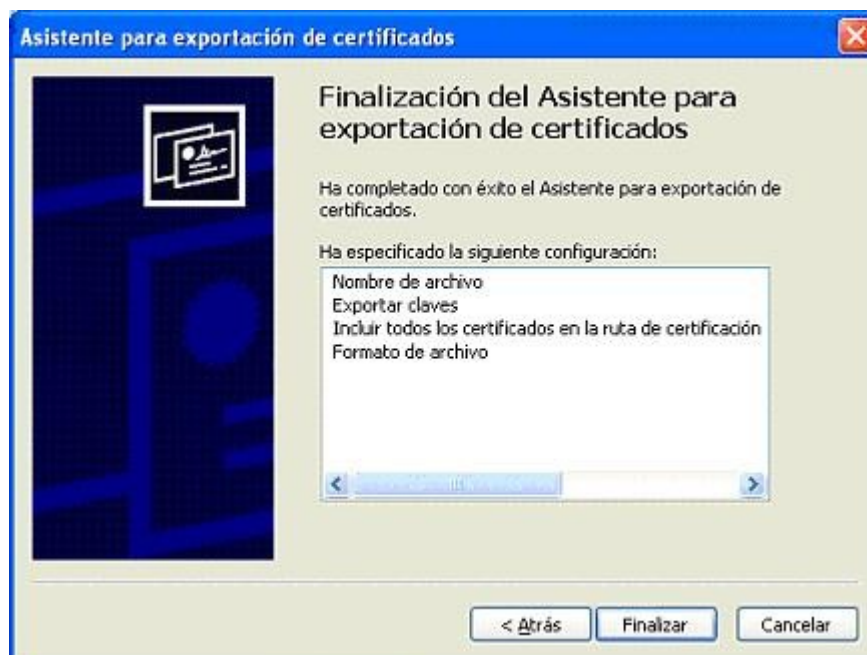 Asistente para exportación de certificados
Finalización del Asistente para
exportación de certificados
Ha completado con éxito el Asistente para exportación de
certificados.
Ha especificado la siguiente configuración:
Nombre de archivo
Exportar claves
Incluir todos los certificados en la ruta de certificación
Formato de archivo
< Atrás
Finalizar
Cancelar